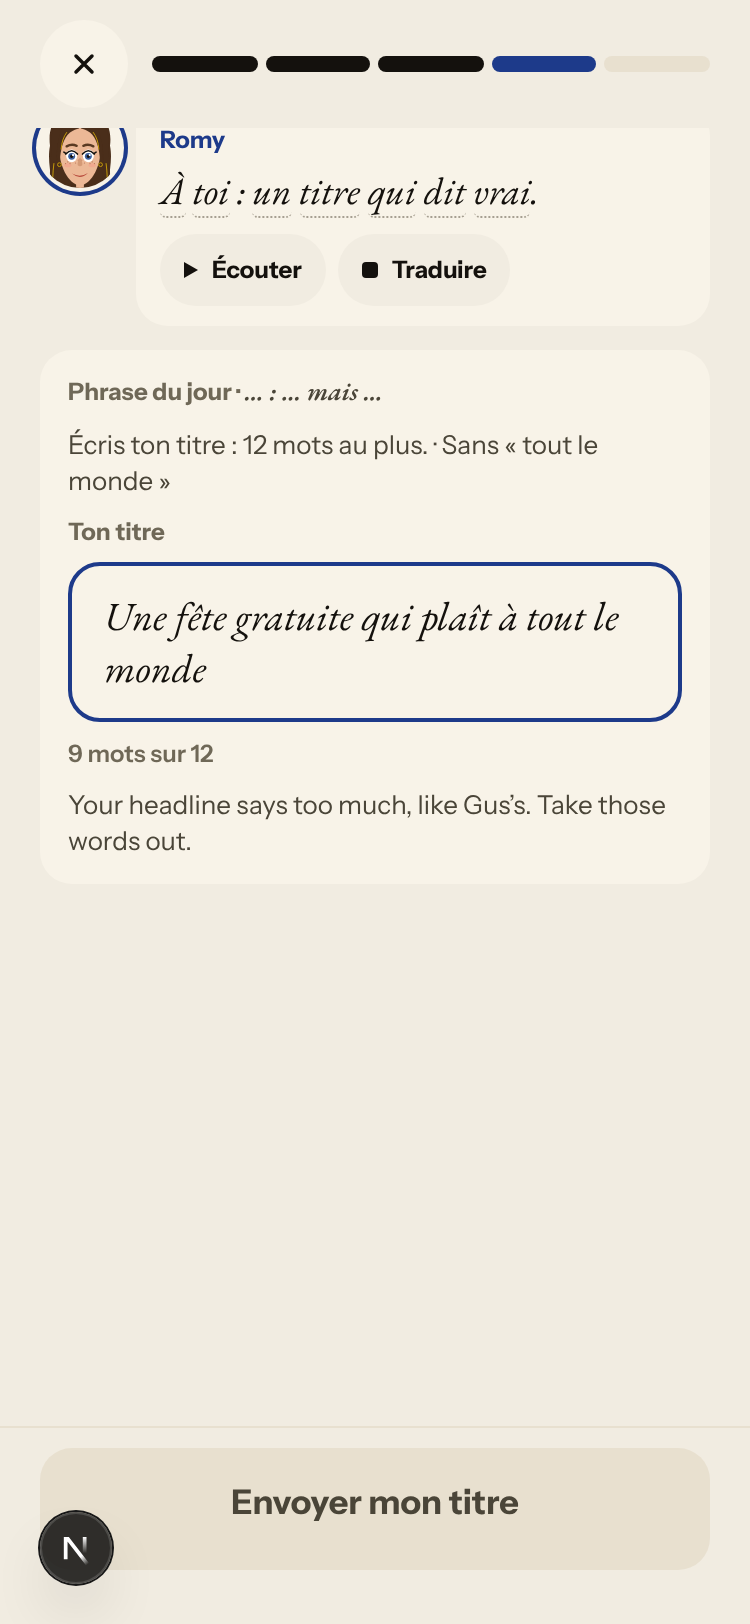 Romy
À toi : un titre qui dit vrai.
Écouter
Traduire
Phrase du jour · ... : ... mais ...
Écris ton titre : 12 mots au plus. · Sans « tout le
monde »
Ton titre
Une fête gratuite qui plaît à tout le
monde
9 mots sur 12
Your headline says too much, like Gus’s. Take those
words out.
Envoyer mon titre
N